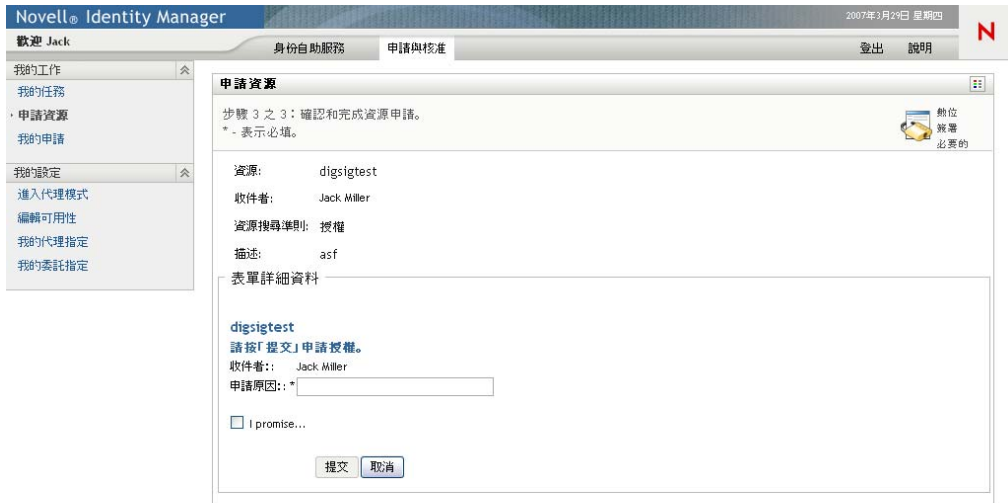 Novell® Identity Manager
2007年3月29日 星期四
N
歡迎 Jack
身份自助服務
申請與核准
登出
說明
我的工作
我的任務
申請資源
我的申請
我的設定
進入代理模式
編輯可用性
我的代理指定
我的委託指定
申請資源
步驟 3 之 3：確認和完成資源申請。
* - 表示必填。
數位
簽署
必要的
資源: digsigtest
收件者: Jack Miller
資源搜尋準則: 授權
描述: asf
表單詳細資料
digsigtest
請按「提交」申請授權。
收件者:: Jack Miller
申請原因:: *
I promise...
提交
取消